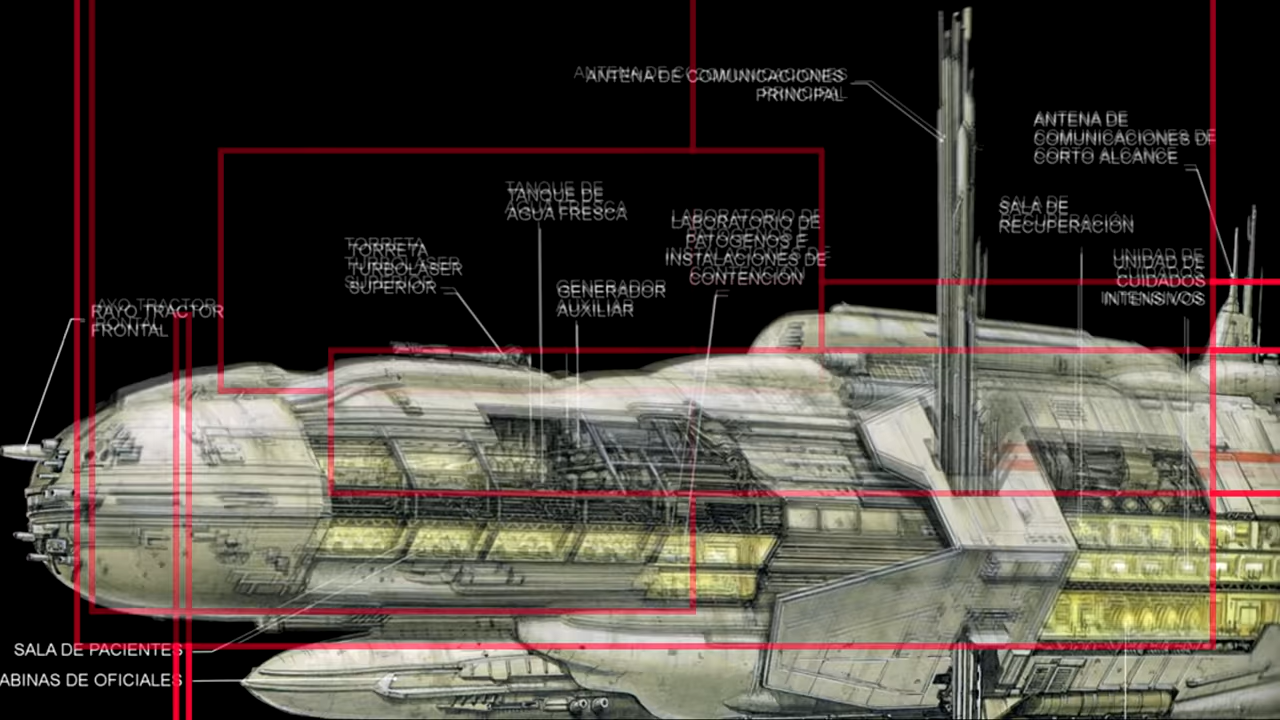 ANTENA DE COMUNICACIONES
PRINCIPAL
ANTENA DE
COMUNICACIONES DE
CORTO ALCANCE
TANQUE DE
AGUA FRESCA
LABORATORIO DE
PATÓGENOS E
INSTALACIONES DE
CONTENCIÓN
SALA DE
RECUPERACIÓN
TORRETA
TURBOLÁSER
SUPERIOR
UNIDAD DE
CUIDADOS
INTENSIVOS
GENERADOR
AUXILIAR
RAYO TRACTOR
FRONTAL
SALA DE PACIENTES
ABINAS DE OFICIALES